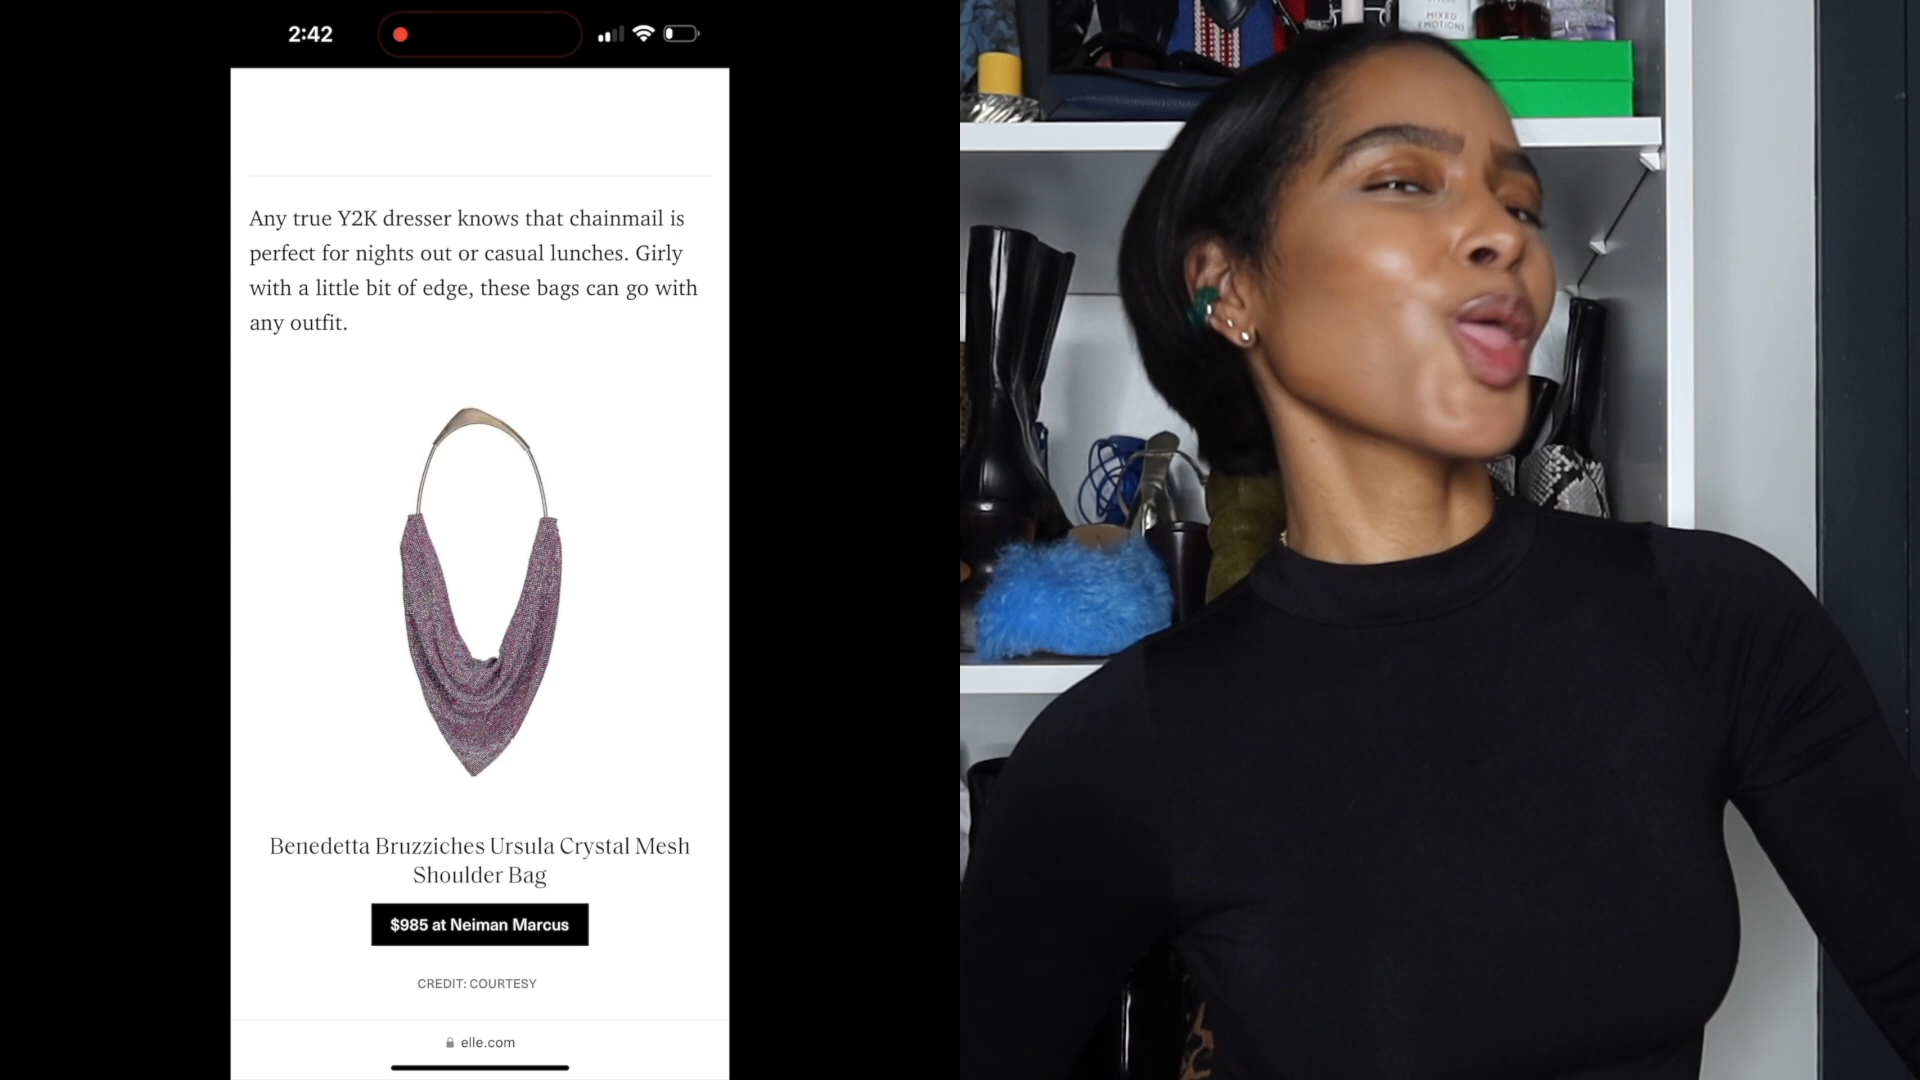 2:42
Any true Y2K dresser knows that chainmail is
perfect for nights out or casual lunches. Girly
with a little bit of edge, these bags can go with
any outfit.
Benedetta Bruzziches Ursula Crystal Mesh
Shoulder Bag
$985 at Neiman Marcus
CREDIT: COURTESY
elle.com
MIXED
EMOTIONS